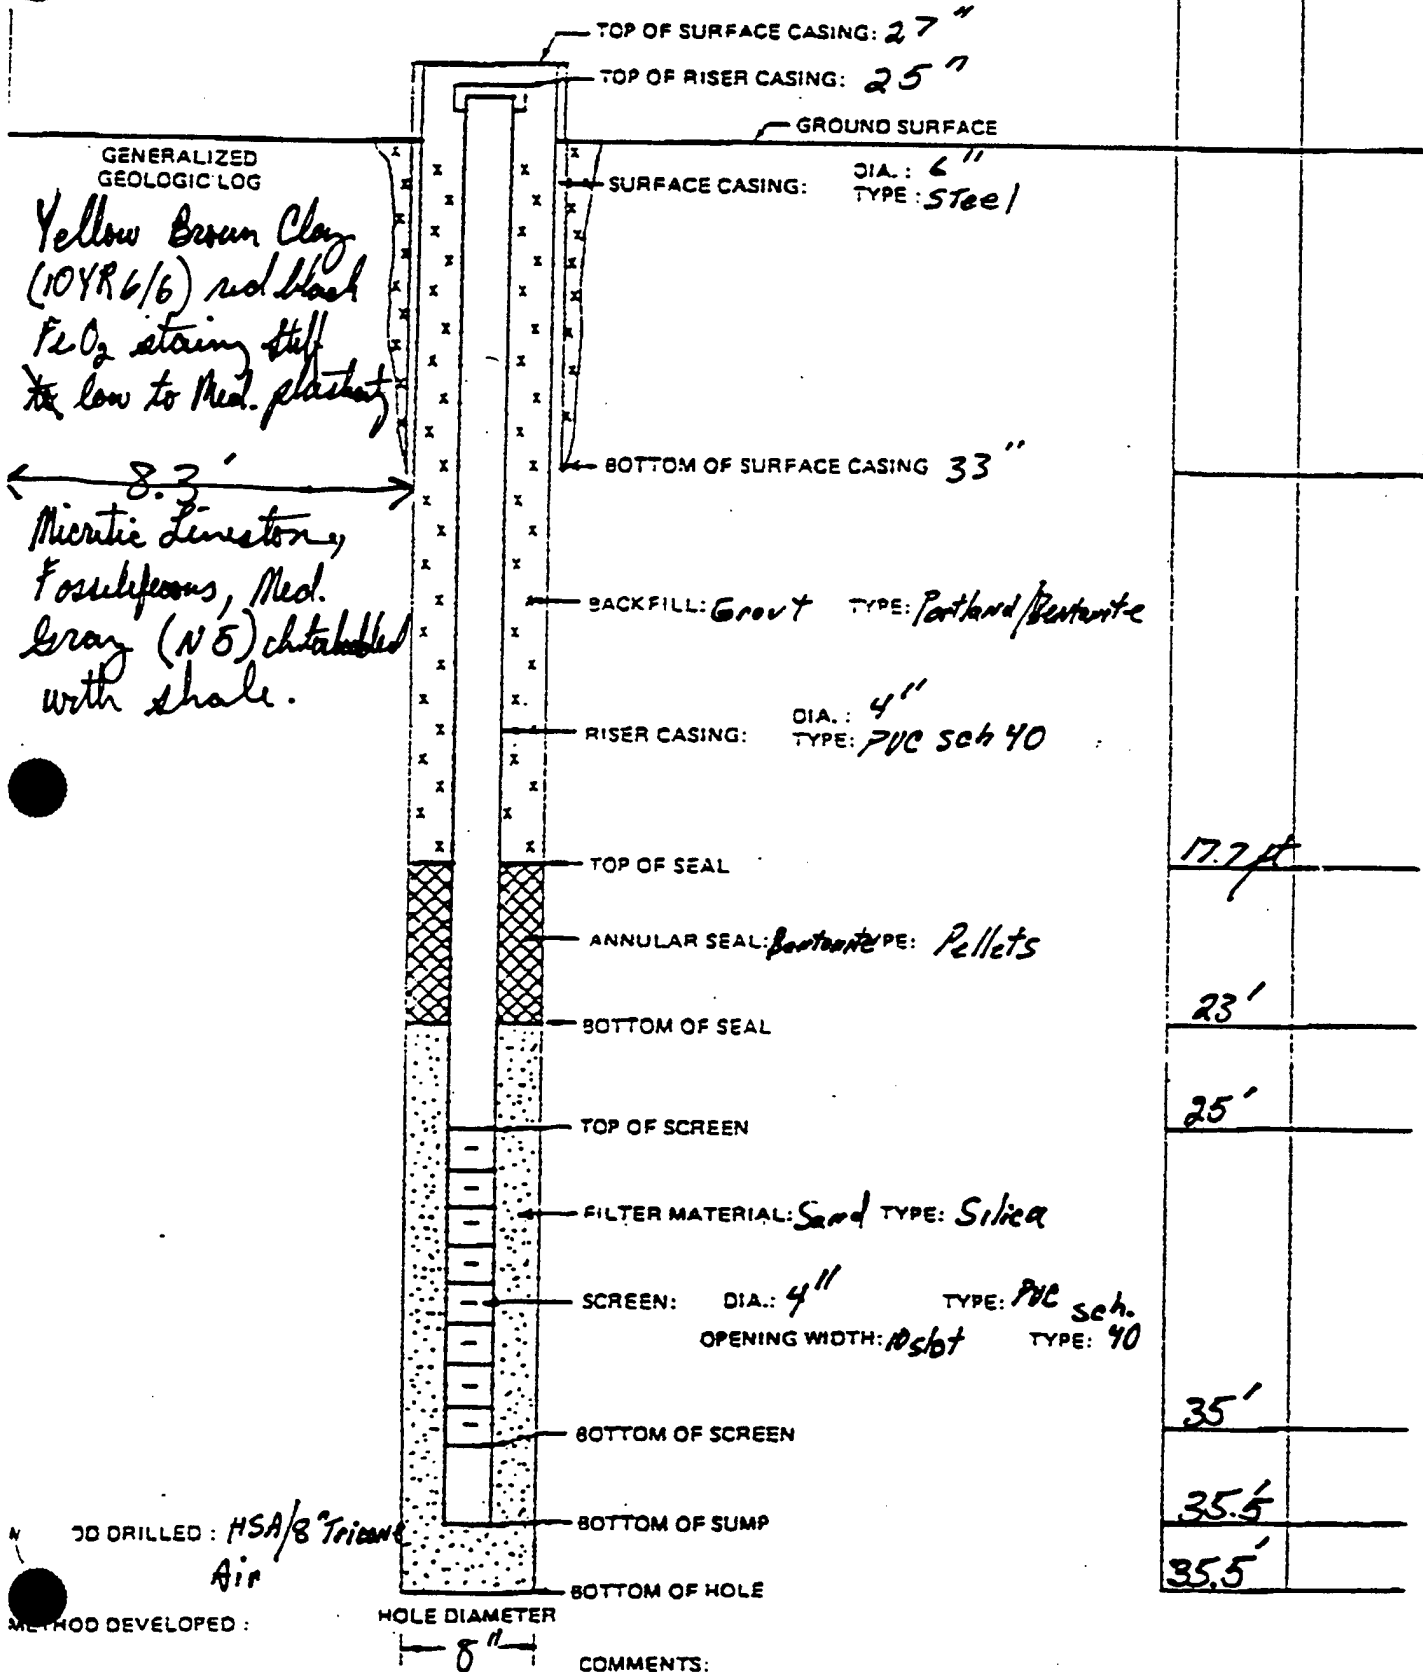 TOP OF SURFACE CASING: 27"
TOP OF RISER CASING: 25"
GROUND SURFACE
GENERALIZED
GEOLOGIC LOG
SURFACE CASING: DIA.: 6"
TYPE: Steel
Yellow Brown Clay
(10YR 6/6) red black
FeO2 staing stiff
low to Med. plasticity
BOTTOM OF SURFACE CASING 33"
8.3'
Micritic Limestone,
Fossiliferous, Med.
Gray (N5)
with shale.
BACKFILL: Grout TYPE: Portland/Bentonite
RISER CASING: DIA.: 4"
TYPE: PVC sch 40
TOP OF SEAL 17.7 ft
ANNULAR SEAL: Bentonite PE: Pellets
BOTTOM OF SEAL 23'
TOP OF SCREEN 25'
FILTER MATERIAL: Sand TYPE: Silica
SCREEN: DIA.: 4" TYPE: PVC sch.
OPENING WIDTH: 10 slot TYPE: 40
BOTTOM OF SCREEN 35'
BOTTOM OF SUMP 35.5'
OD DRILLED: HSA/8" Tricone
Air
BOTTOM OF HOLE 35.5'
METHOD DEVELOPED:
HOLE DIAMETER
8"
COMMENTS: